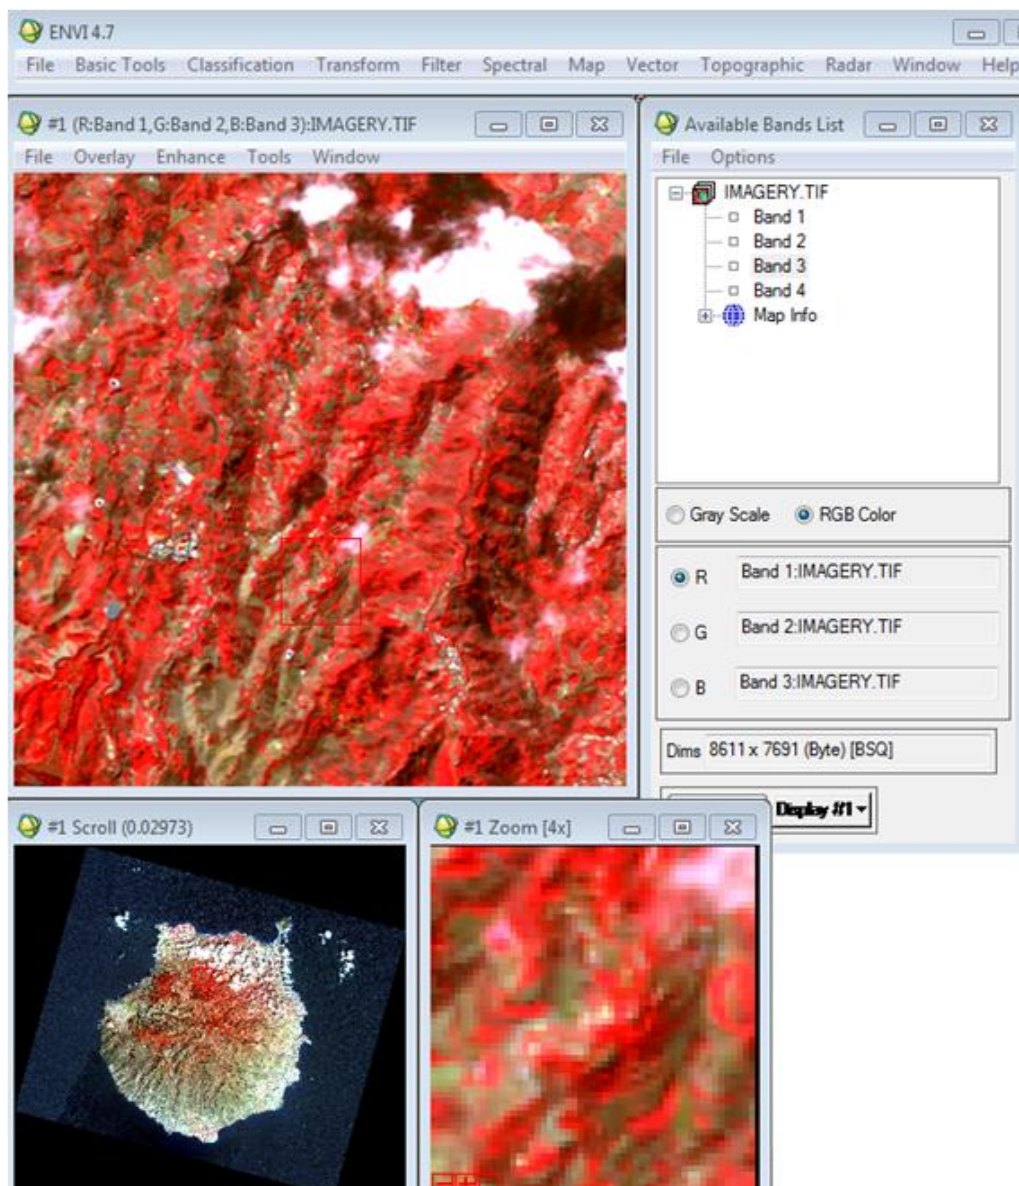 ENVI 4.7
File Basic Tools Classification Transform Filter Spectral Map Vector Topographic Radar Window Help
#1 (R:Band 1,G:Band 2,B:Band 3):IMAGERY.TIF
File Overlay Enhance Tools Window
Available Bands List
File Options
IMAGERY.TIF
Band 1
Band 2
Band 3
Band 4
Map Info
Gray Scale RGB Color
R Band 1:IMAGERY.TIF
G Band 2:IMAGERY.TIF
B Band 3:IMAGERY.TIF
Dims 8611 x 7691 (Byte) [BSQ]
Display #1
#1 Scroll (0.02973)
#1 Zoom [4x]